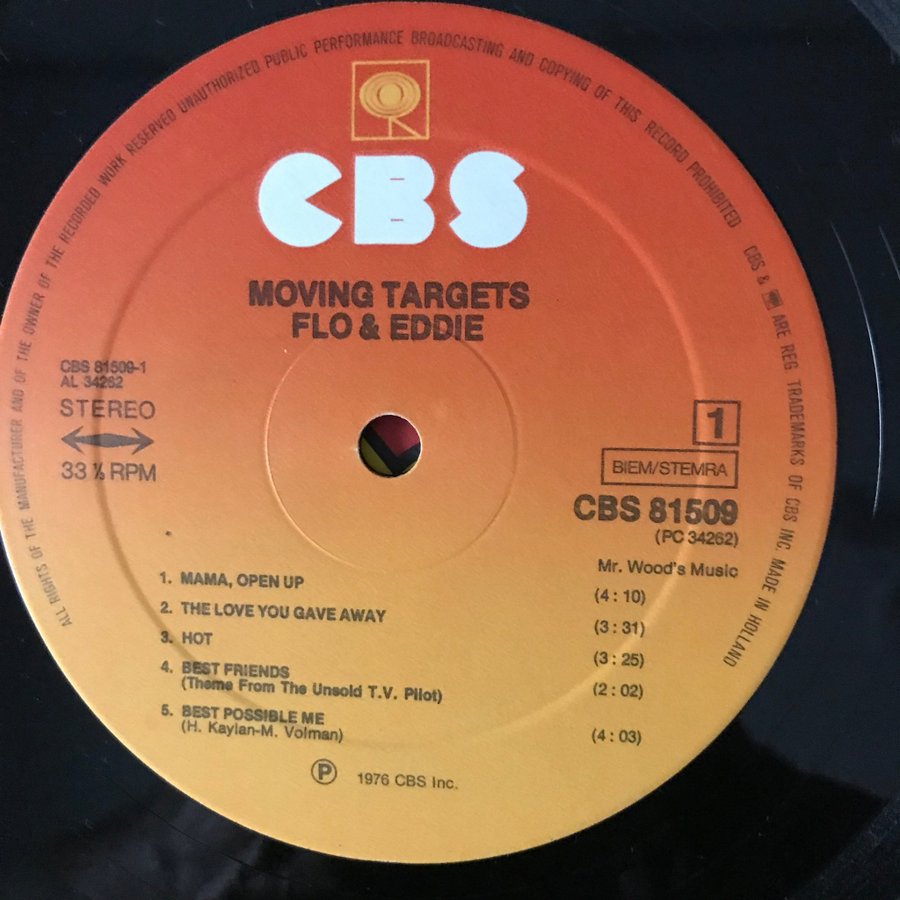 ALL RIGHTS OF THE MANUFACTURER AND OF THE OWNER OF THE RECORDED WORK RESERVED UNAUTHORIZED PUBLIC PERFORMANCE BROADCASTING AND COPYING OF THIS RECORD PROHIBITED
CBS & ARE REG TRADEMARKS OF CBS INC. MADE IN HOLLAND
CBS
MOVING TARGETS
FLO & EDDIE
CBS 81509-1
AL 34262
STEREO
33 ⅓ RPM
1
BIEM/STEMRA
CBS 81509
(PC 34262)
Mr. Wood's Music
1. MAMA, OPEN UP (4:10)
2. THE LOVE YOU GAVE AWAY (3:31)
3. HOT (3:25)
4. BEST FRIENDS (2:02)
(Theme From The Unsold T.V. Pilot)
5. BEST POSSIBLE ME
(H. Kaylan-M. Volman) (4:03)
Ⓟ 1976 CBS Inc.